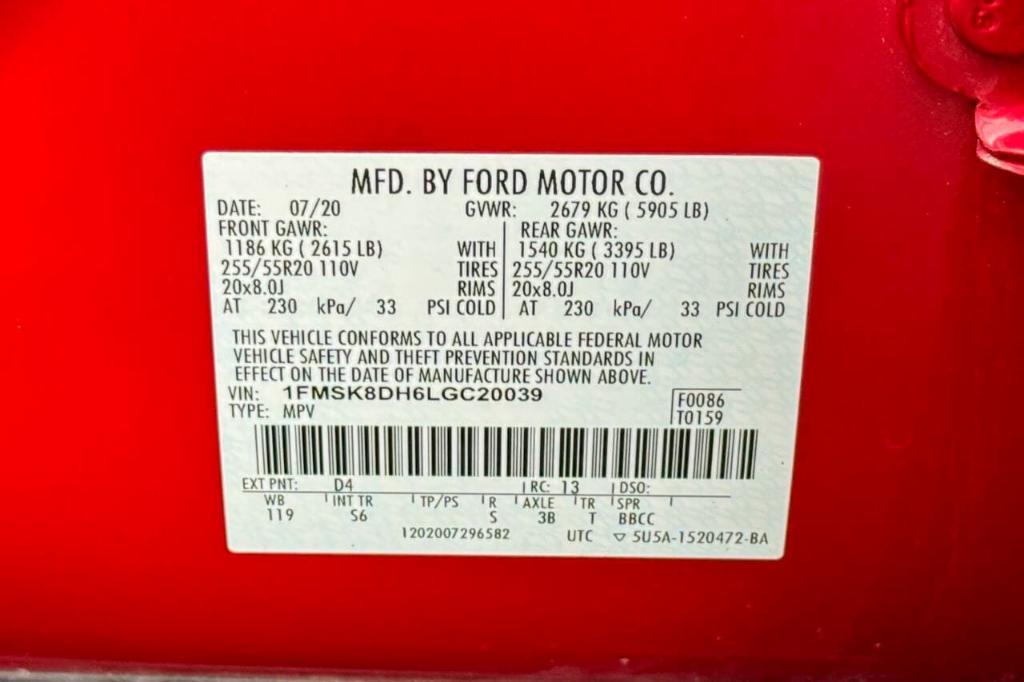 MFD. BY FORD MOTOR CO.
DATE: 07/20 GVWR: 2679 KG ( 5905 LB)
FRONT GAWR: REAR GAWR:
1186 KG ( 2615 LB) WITH 1540 KG ( 3395 LB) WITH
255/55R20 110V TIRES 255/55R20 110V TIRES
20x8.0J RIMS 20x8.0J RIMS
AT 230 kPa/ 33 PSI COLD AT 230 kPa/ 33 PSI COLD
THIS VEHICLE CONFORMS TO ALL APPLICABLE FEDERAL MOTOR
VEHICLE SAFETY AND THEFT PREVENTION STANDARDS IN
EFFECT ON THE DATE OF MANUFACTURE SHOWN ABOVE.
VIN: 1FMSK8DH6LGC20039 F0086
TYPE: MPV T0159
EXT PNT: D4 RC: 13 DSO:
WB INT TR TP/PS R AXLE TR SPR
119 S6 S 3B T BBCC
1202007296582 UTC ▽ 5U5A-1520472-BA